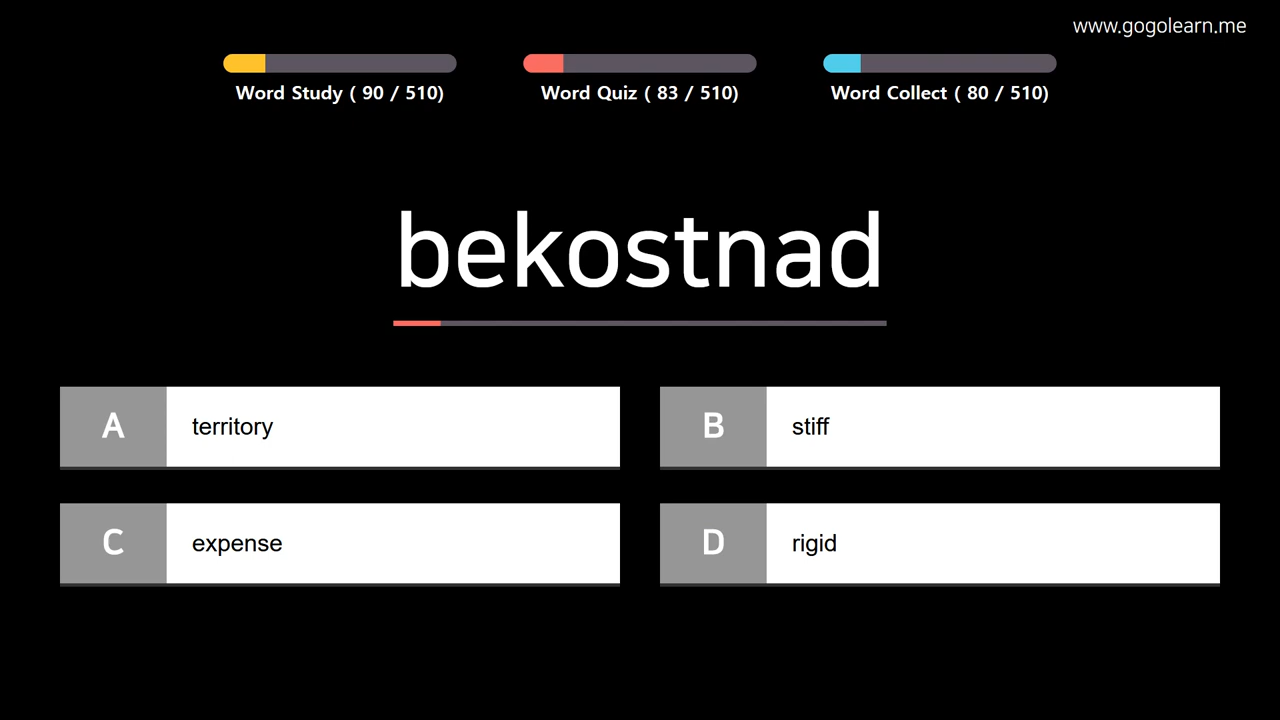 www.gogolearn.me
Word Study ( 90 / 510)
Word Quiz ( 83 / 510)
Word Collect ( 80 / 510)
bekostnad
A territory
B stiff
C expense
D rigid